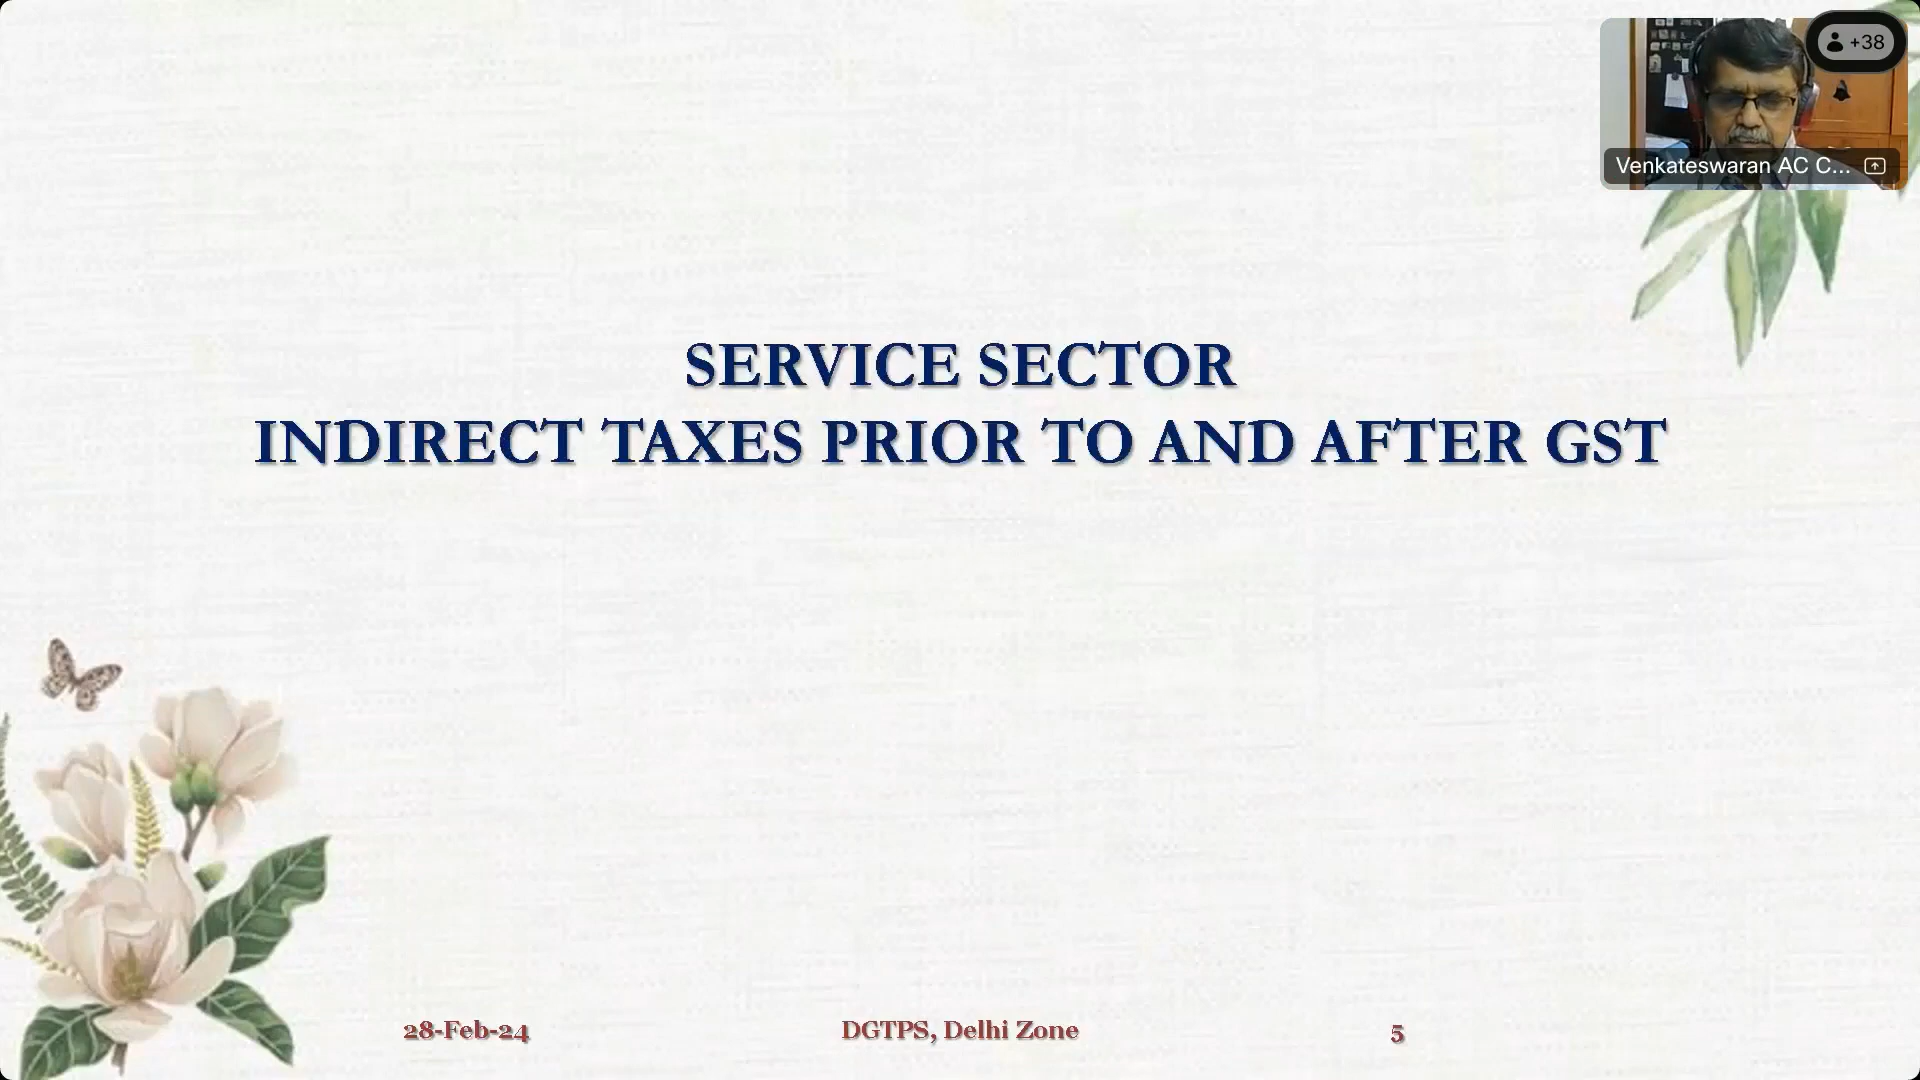 +38
Venkateswaran AC C...
SERVICE SECTOR
INDIRECT TAXES PRIOR TO AND AFTER GST
28-Feb-24
DGTPS, Delhi Zone
5